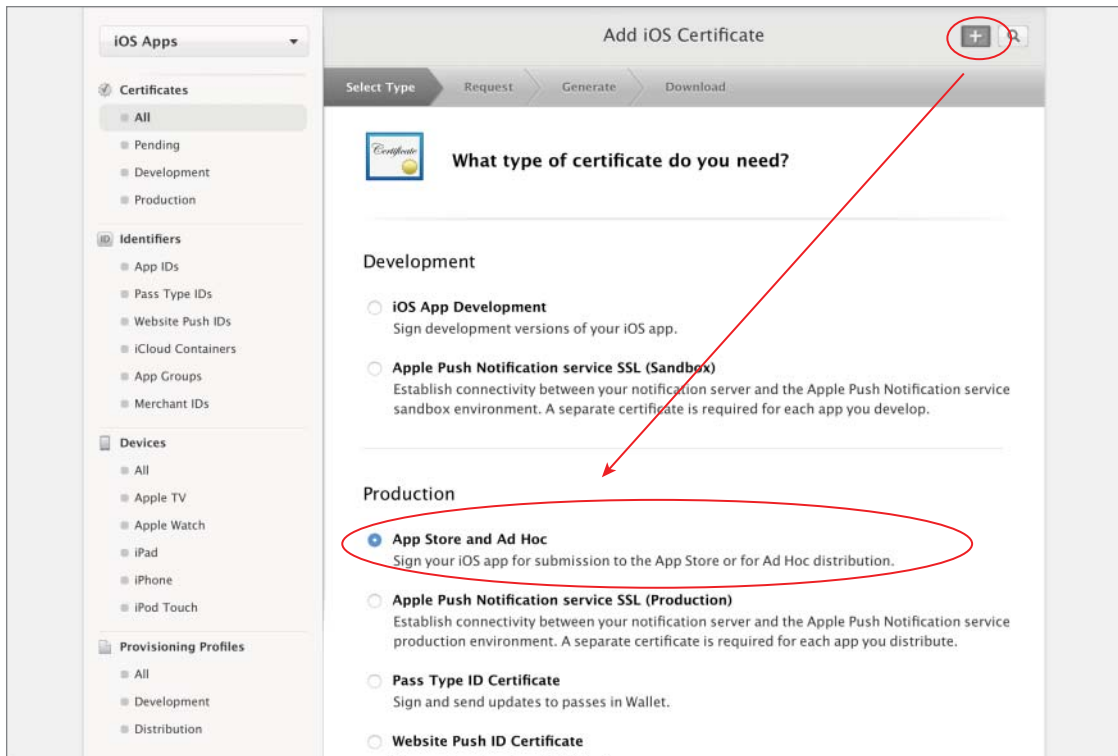 iOS Apps
Certificates
All
Pending
Development
Production
ID Identifiers
App IDs
Pass Type IDs
Website Push IDs
iCloud Containers
App Groups
Merchant IDs
Devices
All
Apple TV
Apple Watch
iPad
iPhone
iPod Touch
Provisioning Profiles
All
Development
Distribution
Add iOS Certificate
Select Type Request Generate Download
Certificate
What type of certificate do you need?
Development
iOS App Development
Sign development versions of your iOS app.
Apple Push Notification service SSL (Sandbox)
Establish connectivity between your notification server and the Apple Push Notification service
sandbox environment. A separate certificate is required for each app you develop.
Production
App Store and Ad Hoc
Sign your iOS app for submission to the App Store or for Ad Hoc distribution.
Apple Push Notification service SSL (Production)
Establish connectivity between your notification server and the Apple Push Notification service
production environment. A separate certificate is required for each app you distribute.
Pass Type ID Certificate
Sign and send updates to passes in Wallet.
Website Push ID Certificate